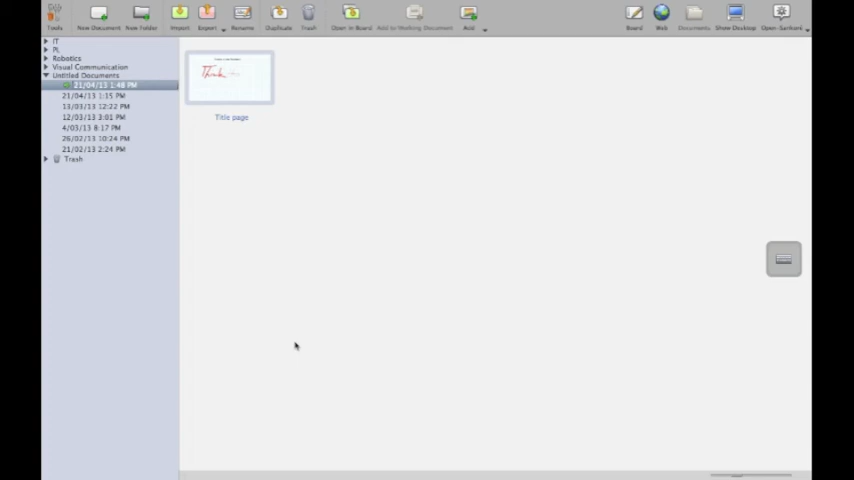 Tools New Document New Folder Import Export Rename Duplicate Trash Open in Board Add to Working Document Add Board Web Documents Show Desktop Open-Sankoré
IT
PL
Robotics
Visual Communication
Untitled Documents
21/04/13 1:48 PM
21/04/13 1:15 PM
13/03/13 12:22 PM
12/03/13 3:01 PM
4/03/13 8:17 PM
26/02/13 10:24 PM
21/02/13 2:24 PM
Trash
Think
Title page